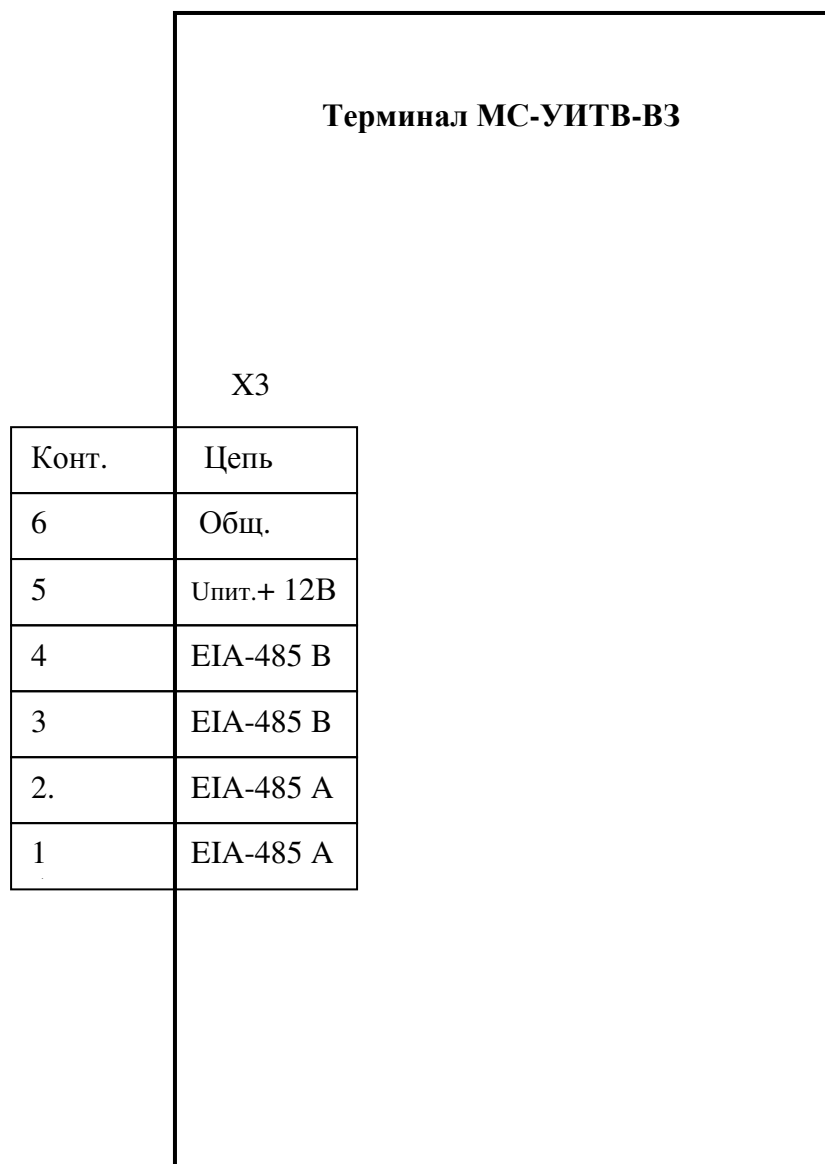 Терминал МС-УИТВ-ВЗ
X3
Конт. Цепь
6 Общ.
5 Uпит.+ 12В
4 EIA-485 B
3 EIA-485 B
2. EIA-485 A
1 EIA-485 A